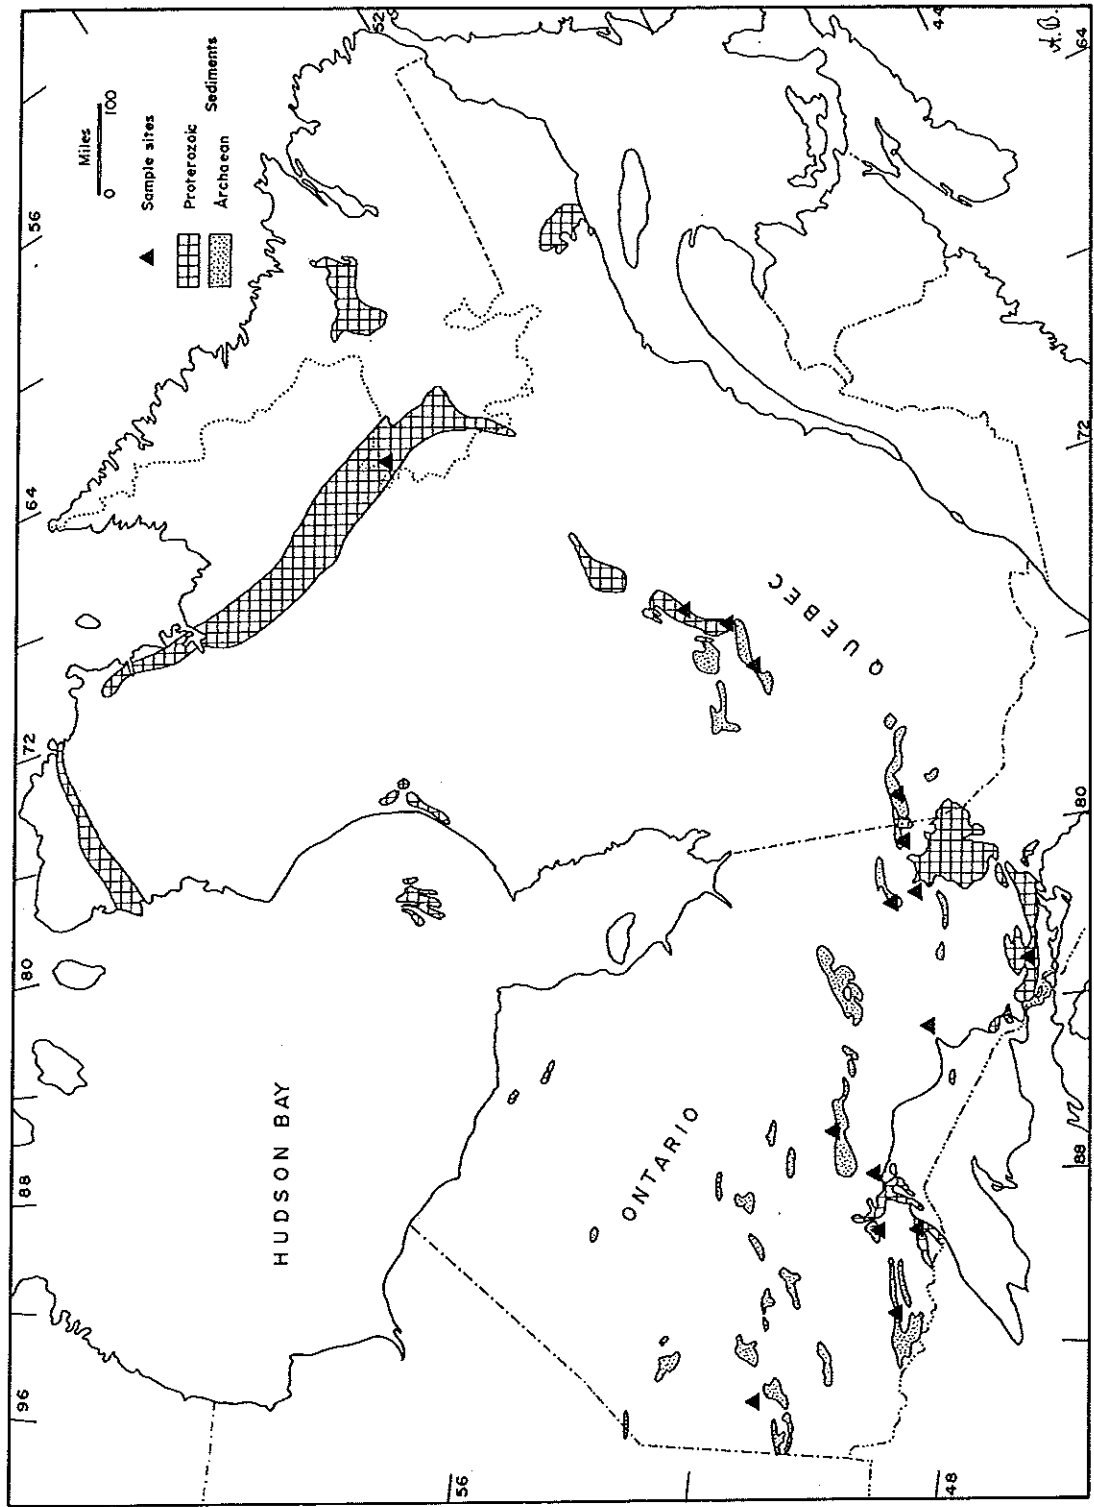 96
88
80
72
64
56
52
44
64
72
80
88
48
56
Miles
0 100
Sample sites
Proterozoic
Archaean
Sediments
HUDSON BAY
ONTARIO
QUEBEC
A.B.